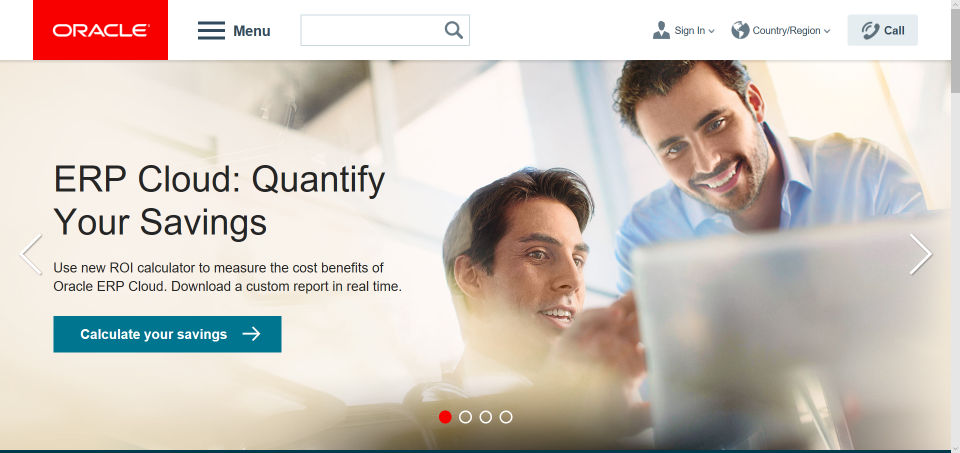 ORACLE
Menu
Sign In
Country/Region
Call
ERP Cloud: Quantify
Your Savings
Use new ROI calculator to measure the cost benefits of
Oracle ERP Cloud. Download a custom report in real time.
Calculate your savings